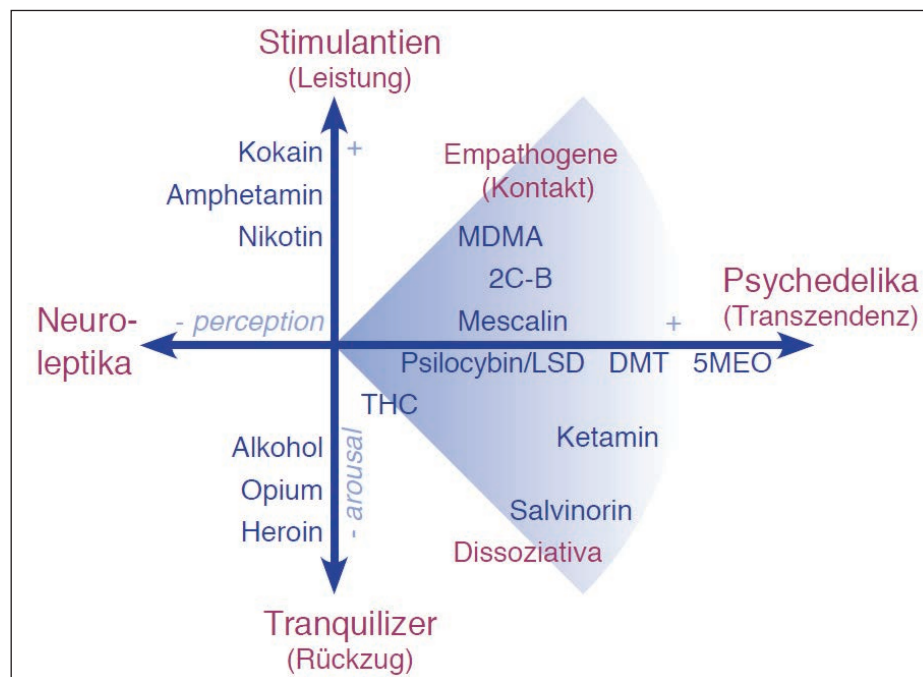 Stimulantien
(Leistung)
Kokain
+
Amphetamin
Nikotin
Empathogene
(Kontakt)
MDMA
2C-B
Mescalin
Neuro-
leptika
- perception
+
Psychedelika
(Transzendenz)
Psilocybin/LSD
DMT
5MEO
THC
Alkohol
Opium
Heroin
- arousal
Ketamin
Salvinorin
Dissoziativa
Tranquilizer
(Rückzug)